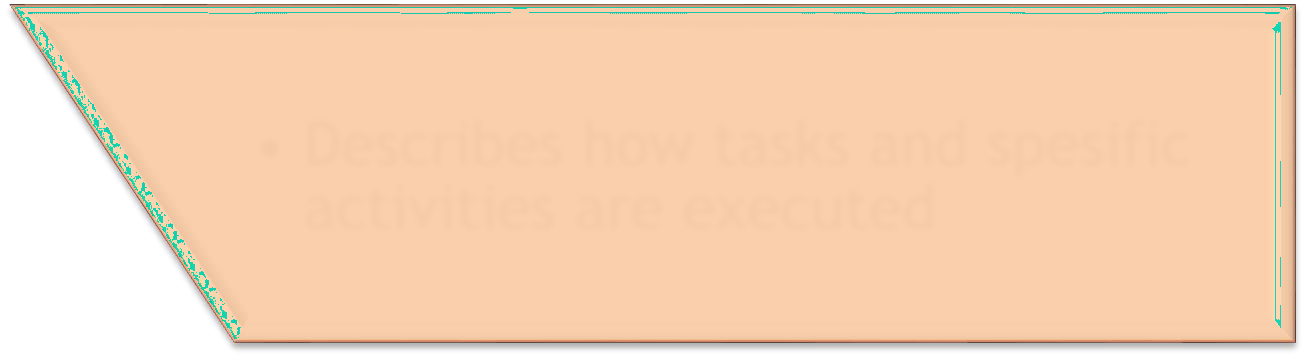 • Describes how tasks and spesific
activities are executed